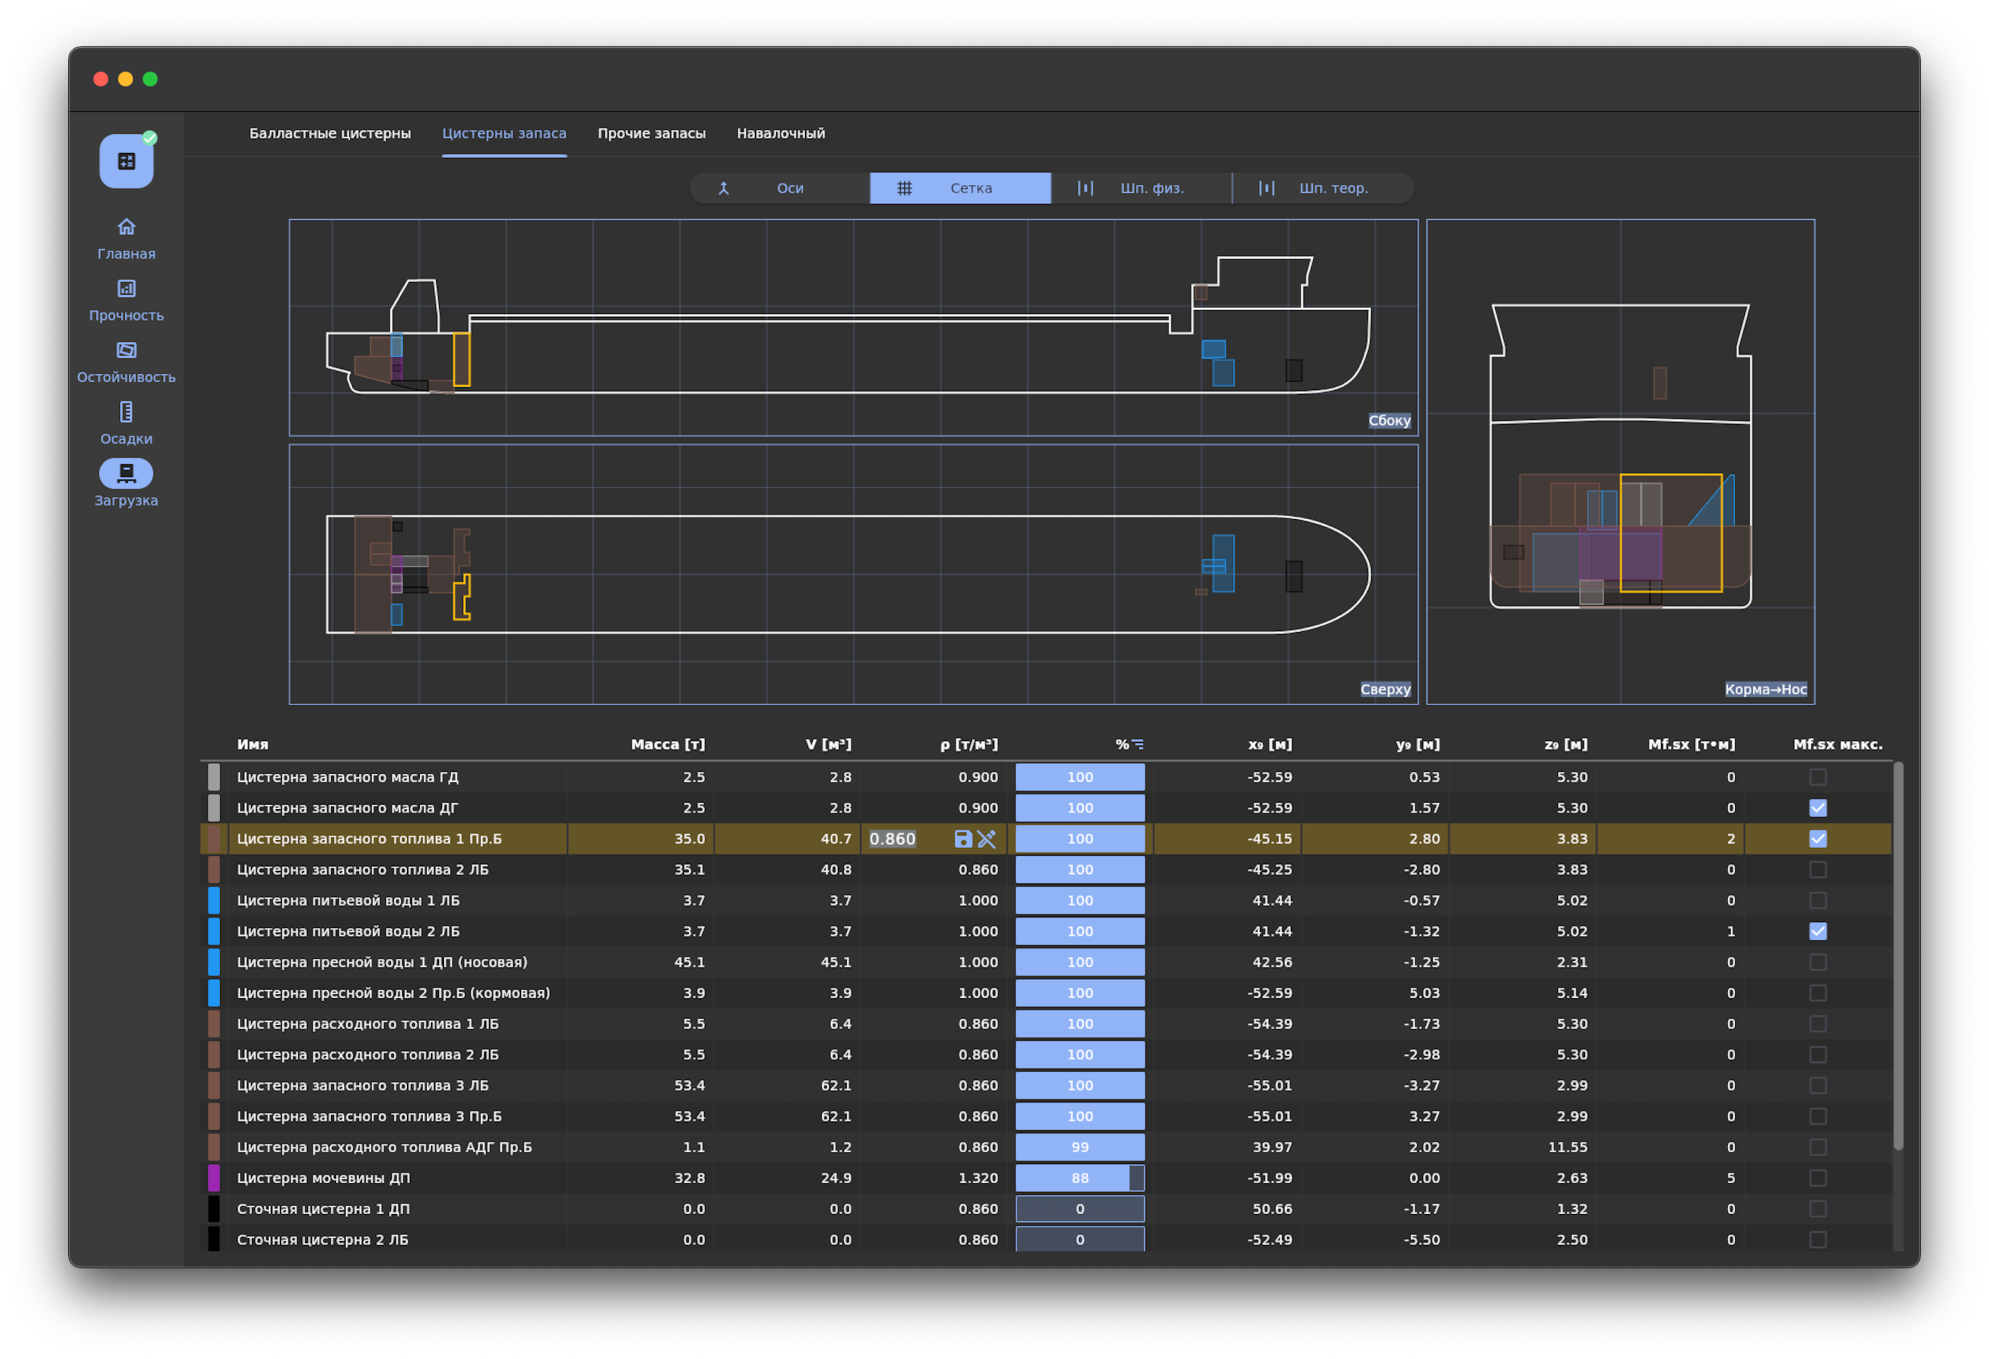 Балластные цистерны Цистерны запаса Прочие запасы Навалочный
Оси Сетка Шп. физ. Шп. теор.
Главная
Прочность
Остойчивость
Осадки
Загрузка
Сбоку
Сверху
Корма→Нос
Имя Масса [т] V [м³] ρ [т/м³] % x₉ [м] y₉ [м] z₉ [м] Mf.sx [т•м] Mf.sx макс.
Цистерна запасного масла ГД 2.5 2.8 0.900 100 -52.59 0.53 5.30 0
Цистерна запасного масла ДГ 2.5 2.8 0.900 100 -52.59 1.57 5.30 0
Цистерна запасного топлива 1 Пр.Б 35.0 40.7 0.860 100 -45.15 2.80 3.83 2
Цистерна запасного топлива 2 ЛБ 35.1 40.8 0.860 100 -45.25 -2.80 3.83 0
Цистерна питьевой воды 1 ЛБ 3.7 3.7 1.000 100 41.44 -0.57 5.02 0
Цистерна питьевой воды 2 ЛБ 3.7 3.7 1.000 100 41.44 -1.32 5.02 1
Цистерна пресной воды 1 ДП (носовая) 45.1 45.1 1.000 100 42.56 -1.25 2.31 0
Цистерна пресной воды 2 Пр.Б (кормовая) 3.9 3.9 1.000 100 -52.59 5.03 5.14 0
Цистерна расходного топлива 1 ЛБ 5.5 6.4 0.860 100 -54.39 -1.73 5.30 0
Цистерна расходного топлива 2 ЛБ 5.5 6.4 0.860 100 -54.39 -2.98 5.30 0
Цистерна запасного топлива 3 ЛБ 53.4 62.1 0.860 100 -55.01 -3.27 2.99 0
Цистерна запасного топлива 3 Пр.Б 53.4 62.1 0.860 100 -55.01 3.27 2.99 0
Цистерна расходного топлива АДГ Пр.Б 1.1 1.2 0.860 99 39.97 2.02 11.55 0
Цистерна мочевины ДП 32.8 24.9 1.320 88 -51.99 0.00 2.63 5
Сточная цистерна 1 ДП 0.0 0.0 0.860 0 50.66 -1.17 1.32 0
Сточная цистерна 2 ЛБ 0.0 0.0 0.860 0 -52.49 -5.50 2.50 0